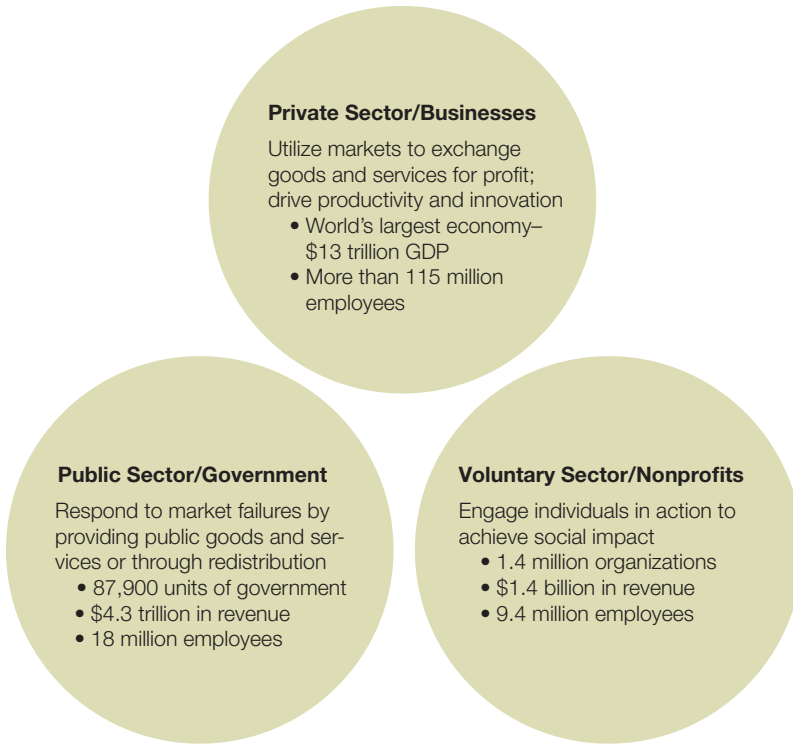 Private Sector/Businesses
Utilize markets to exchange
goods and services for profit;
drive productivity and innovation
• World’s largest economy–
$13 trillion GDP
• More than 115 million
employees
Public Sector/Government
Respond to market failures by
providing public goods and ser-
vices or through redistribution
• 87,900 units of government
• $4.3 trillion in revenue
• 18 million employees
Voluntary Sector/Nonprofits
Engage individuals in action to
achieve social impact
• 1.4 million organizations
• $1.4 billion in revenue
• 9.4 million employees